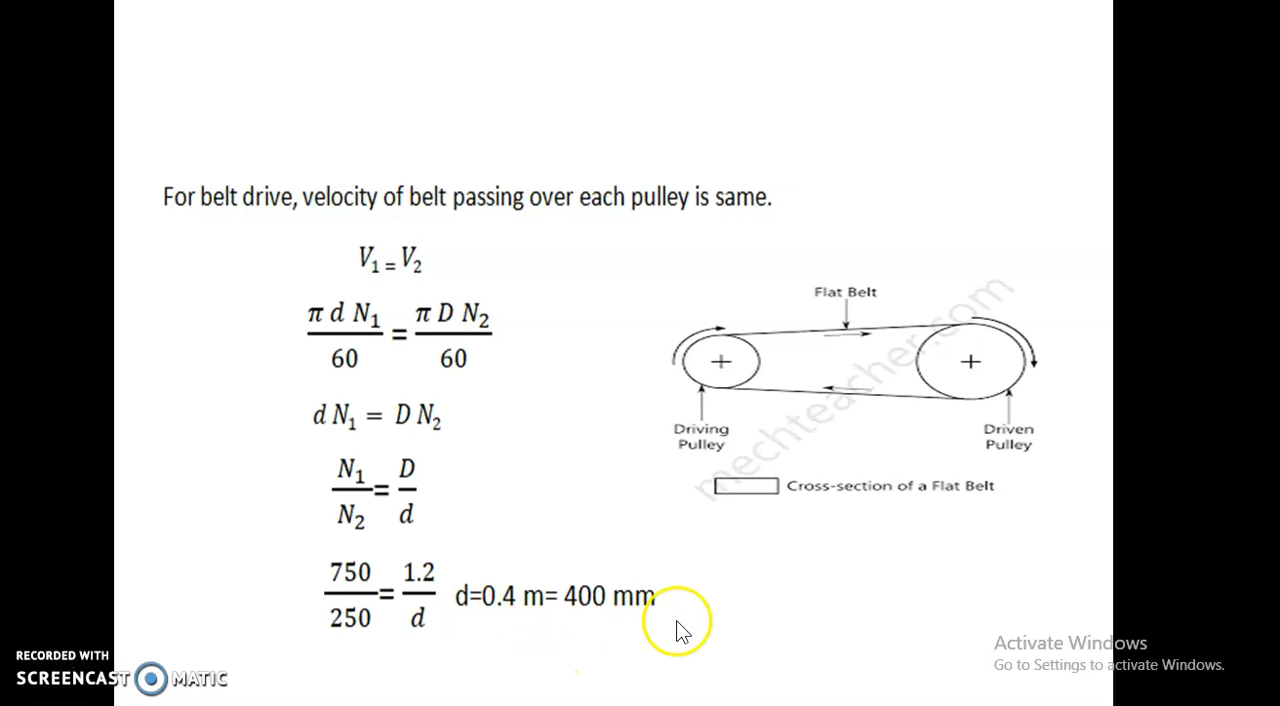 For belt drive, velocity of belt passing over each pulley is same.
V₁ = V₂
π d N₁ / 60 = π D N₂ / 60
d N₁ = D N₂
N₁ / N₂ = D / d
750 / 250 = 1.2 / d d=0.4 m= 400 mm
Flat Belt
Driving
Pulley
Driven
Pulley
Cross-section of a Flat Belt
mechteacher.com
Activate Windows
Go to Settings to activate Windows.
RECORDED WITH
SCREENCAST MATIC